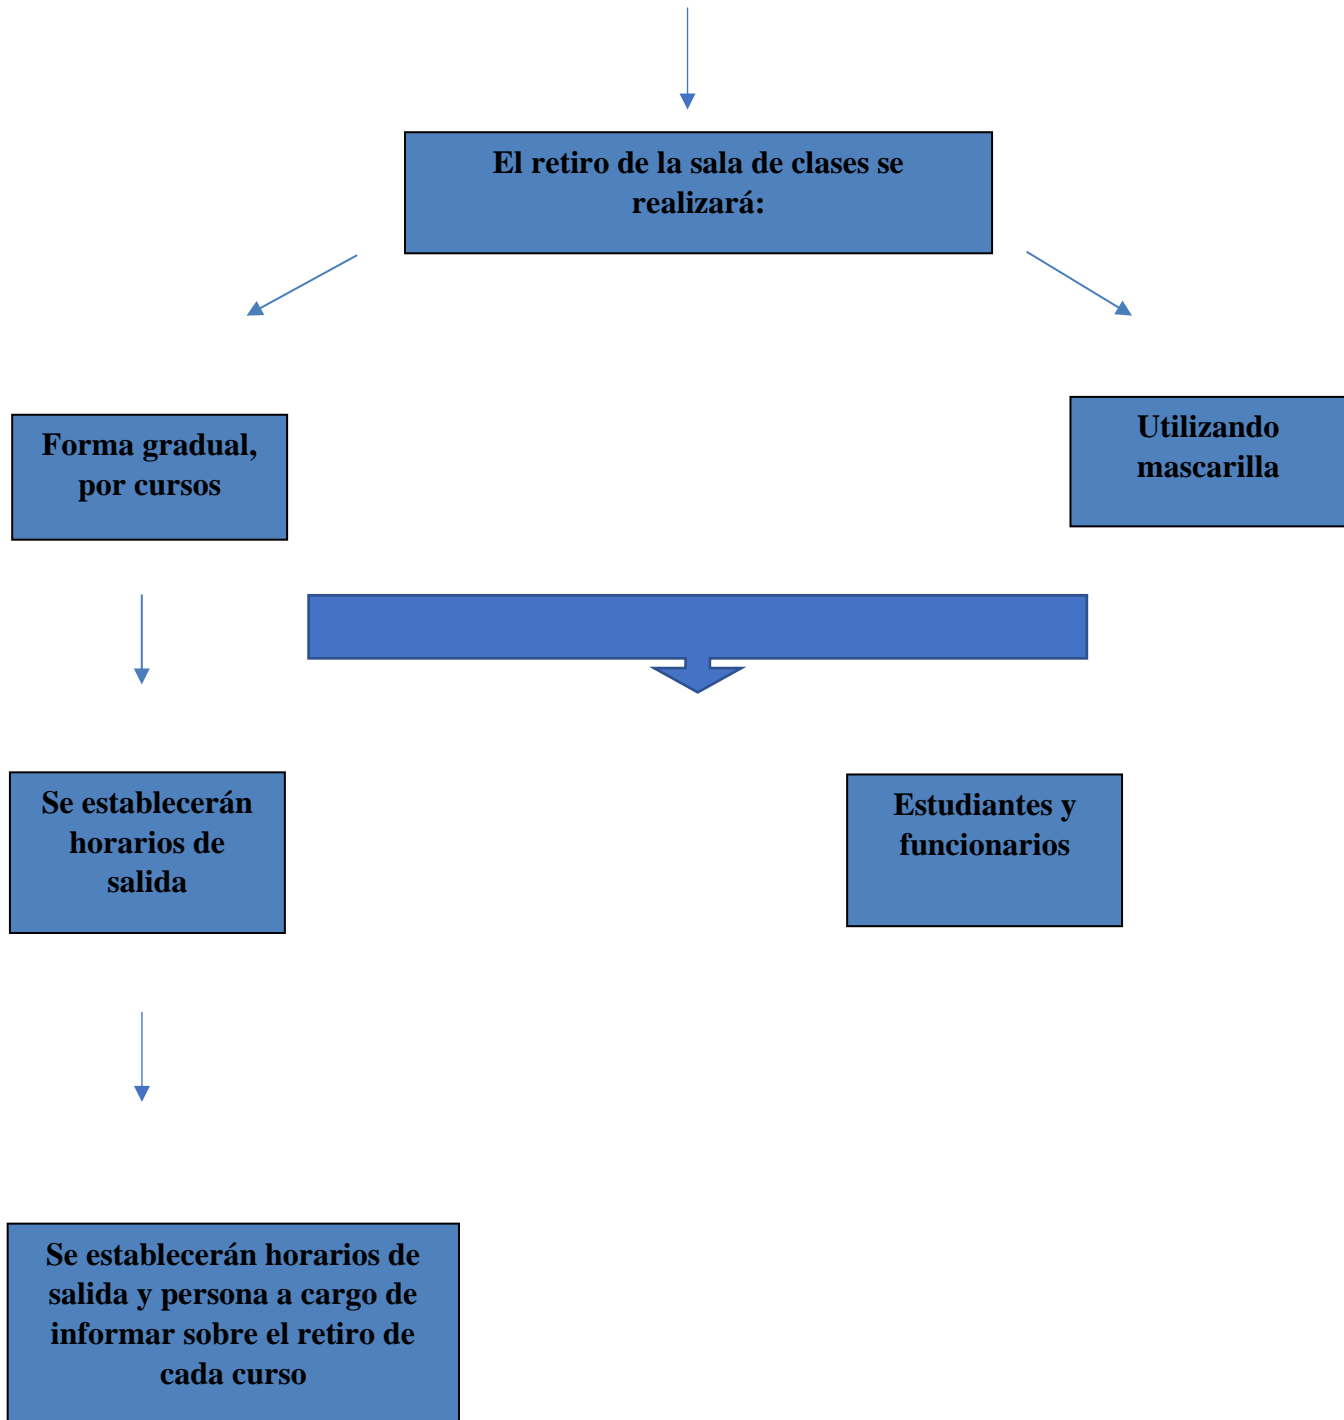 El retiro de la sala de clases se
realizará:
Forma gradual,
por cursos
Utilizando
mascarilla
Se establecerán
horarios de
salida
Estudiantes y
funcionarios
Se establecerán horarios de
salida y persona a cargo de
informar sobre el retiro de
cada curso